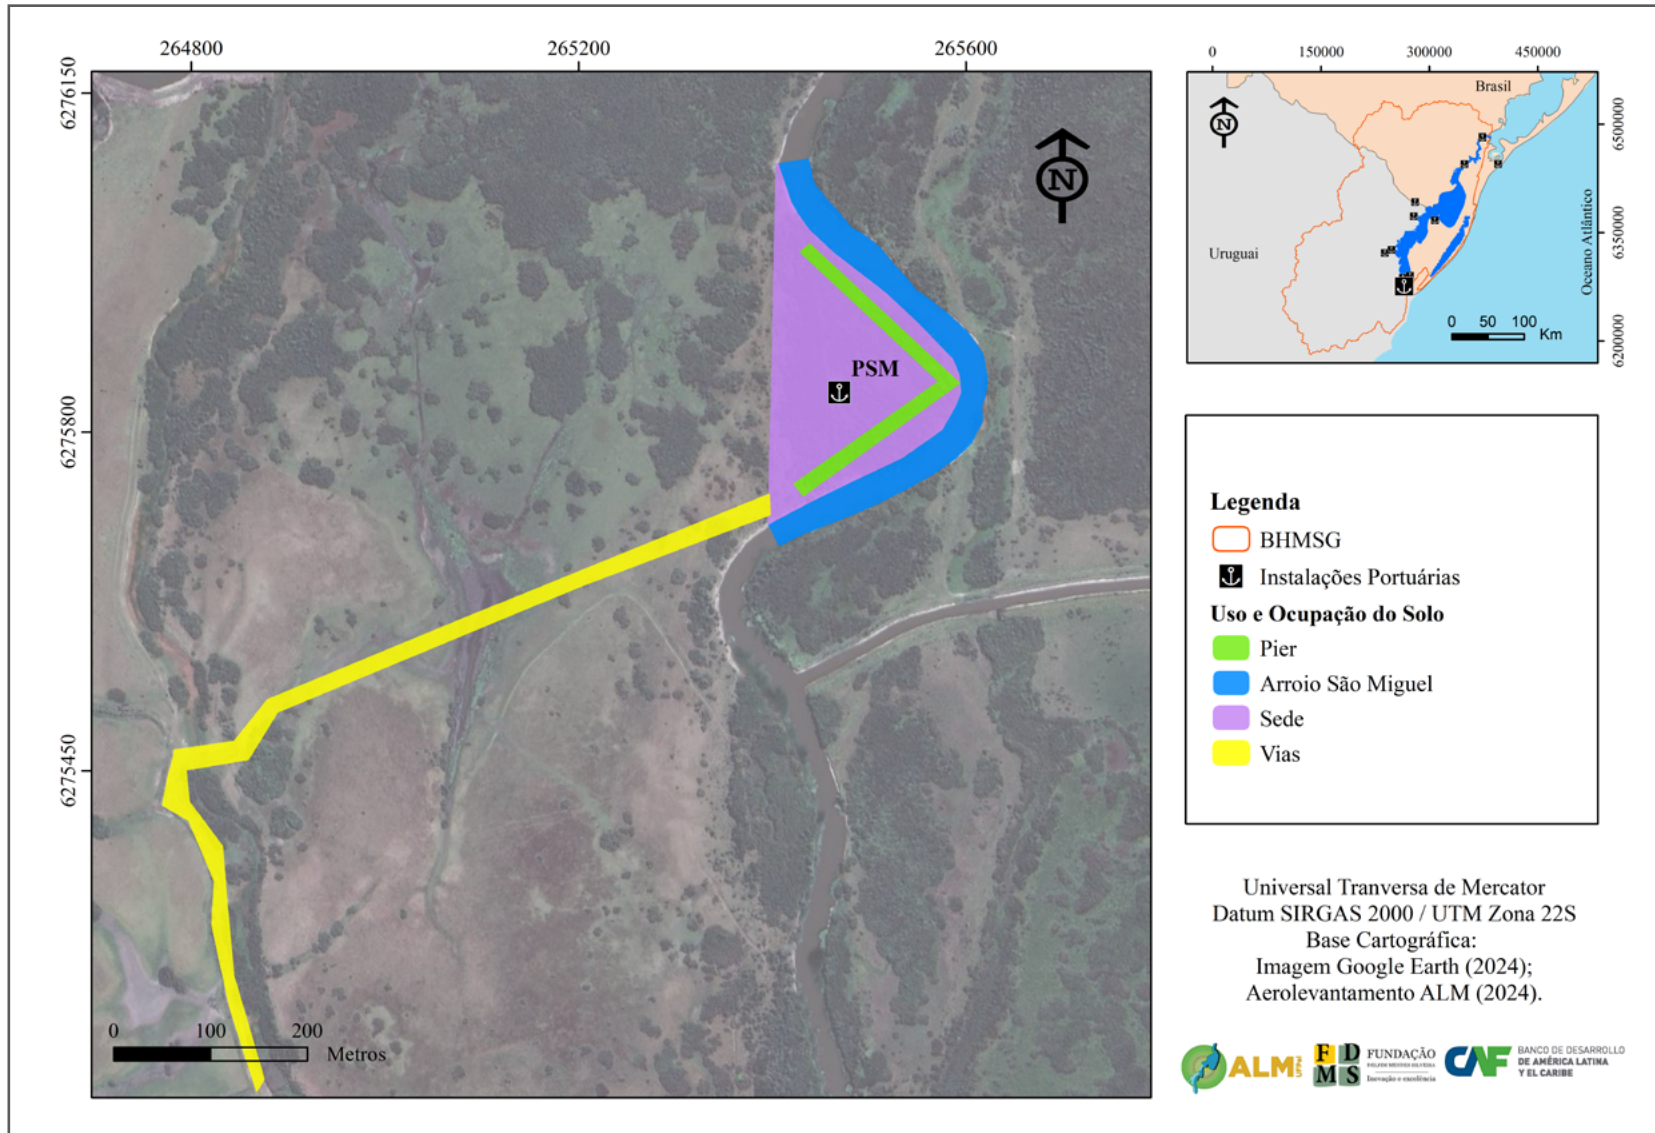 264800
265200
265600
6276150
6275800
6275450
N
PSM
0
100
200
Metros
0
150000
300000
450000
6500000
6350000
6200000
N
Brasil
Uruguai
Oceano Atlântico
0 50 100
Km
Legenda
BHMSG
Instalações Portuárias
Uso e Ocupação do Solo
Pier
Arroio São Miguel
Sede
Vias
Universal Tranversa de Mercator
Datum SIRGAS 2000 / UTM Zona 22S
Base Cartográfica:
Imagem Google Earth (2024);
Aerolevantamento ALM (2024).
ALM
UFPel
F D
M S
FUNDAÇÃO
Inovação e excelência
CAF
BANCO DE DESARROLLO
DE AMÉRICA LATINA
Y EL CARIBE